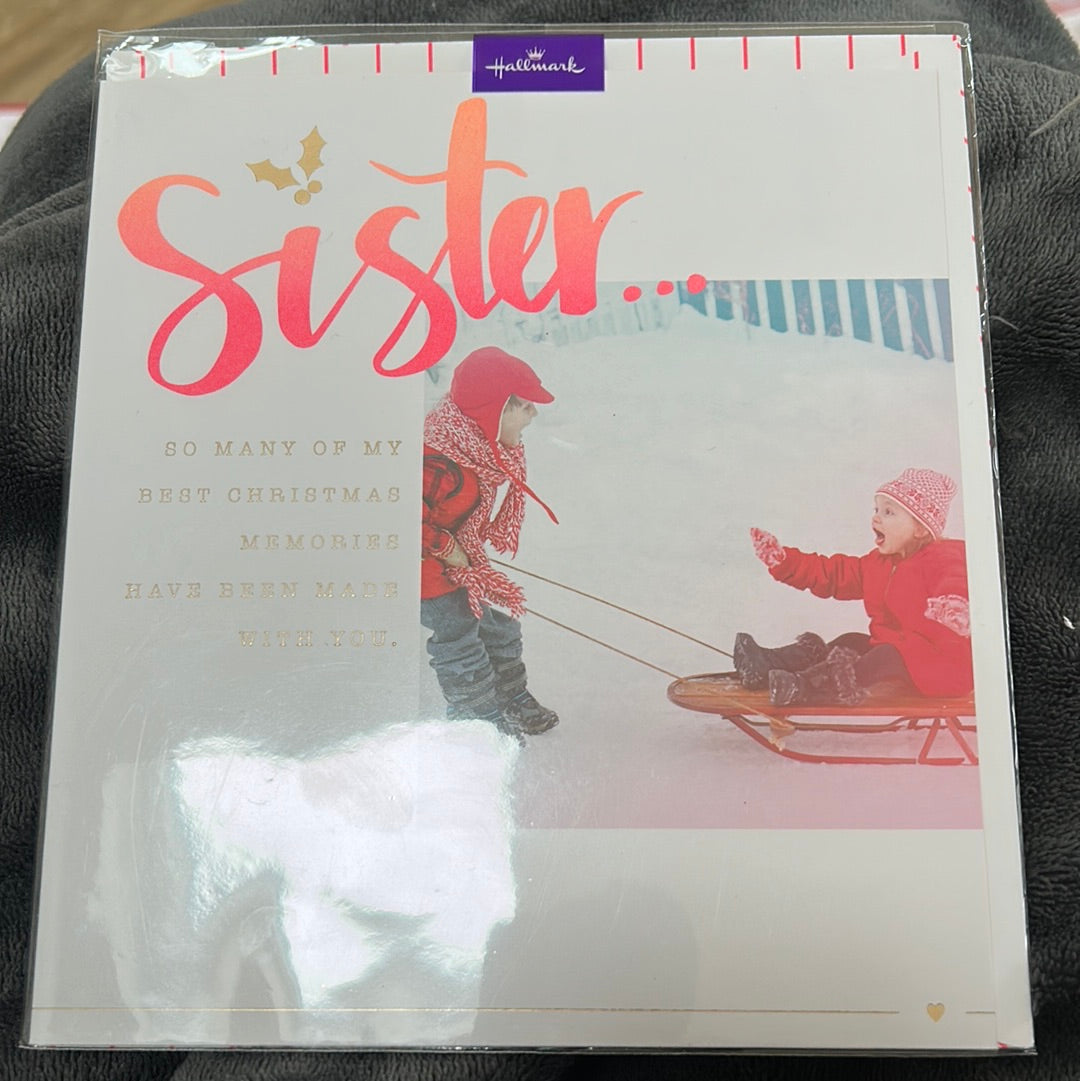 Hallmark
Sister...
SO MANY OF MY
BEST CHRISTMAS
MEMORIES
HAVE BEEN MADE
WITH YOU.